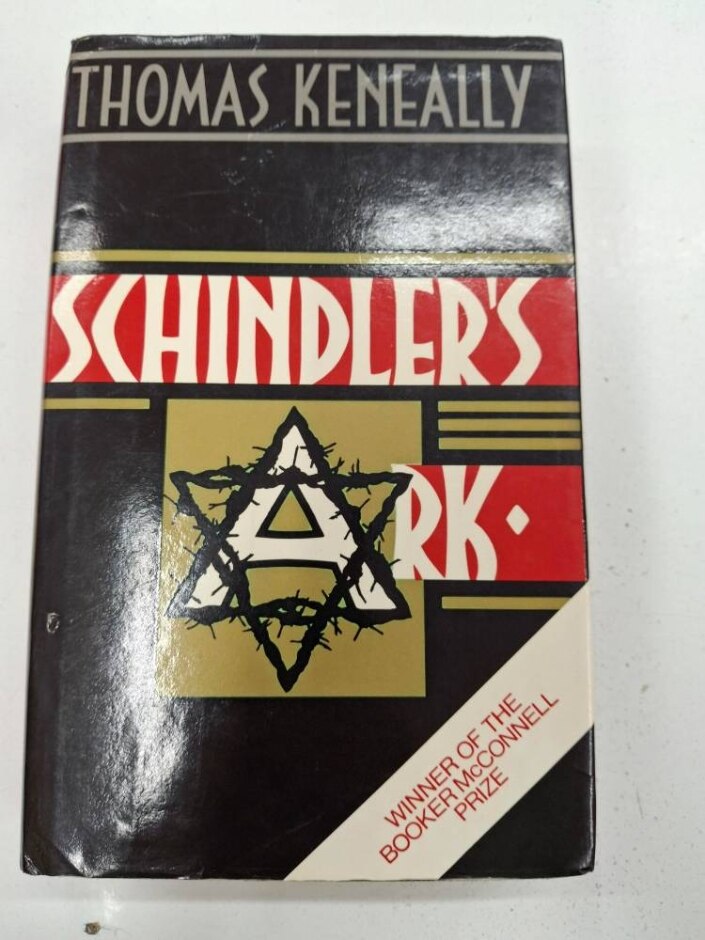 THOMAS KENEALLY
SCHINDLER'S
ARK·
WINNER OF THE
BOOKER McCONNELL
PRIZE